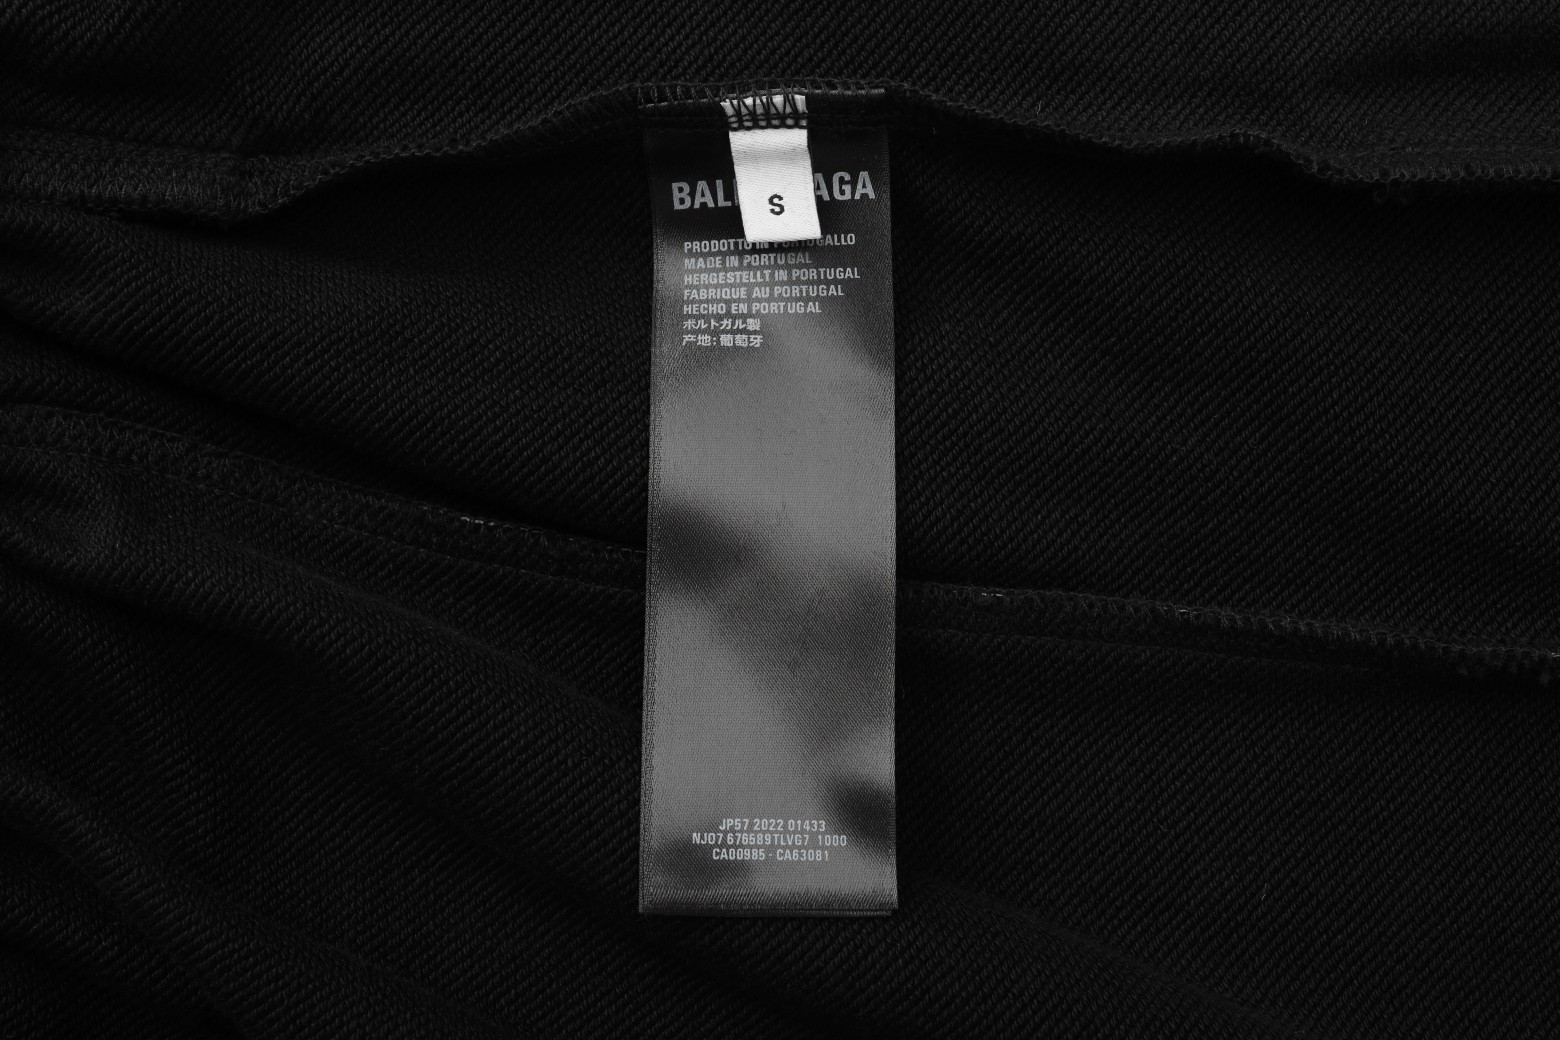 BAL AGA
S
PRODOTTO IN PORTOGALLO
MADE IN PORTUGAL
HERGESTELLT IN PORTUGAL
FABRIQUE AU PORTUGAL
HECHO EN PORTUGAL
ポルトガル製
产地:葡萄牙
JP57 2022 01433
NJ07 676689TLVG7 1000
CA00985 - CA63081